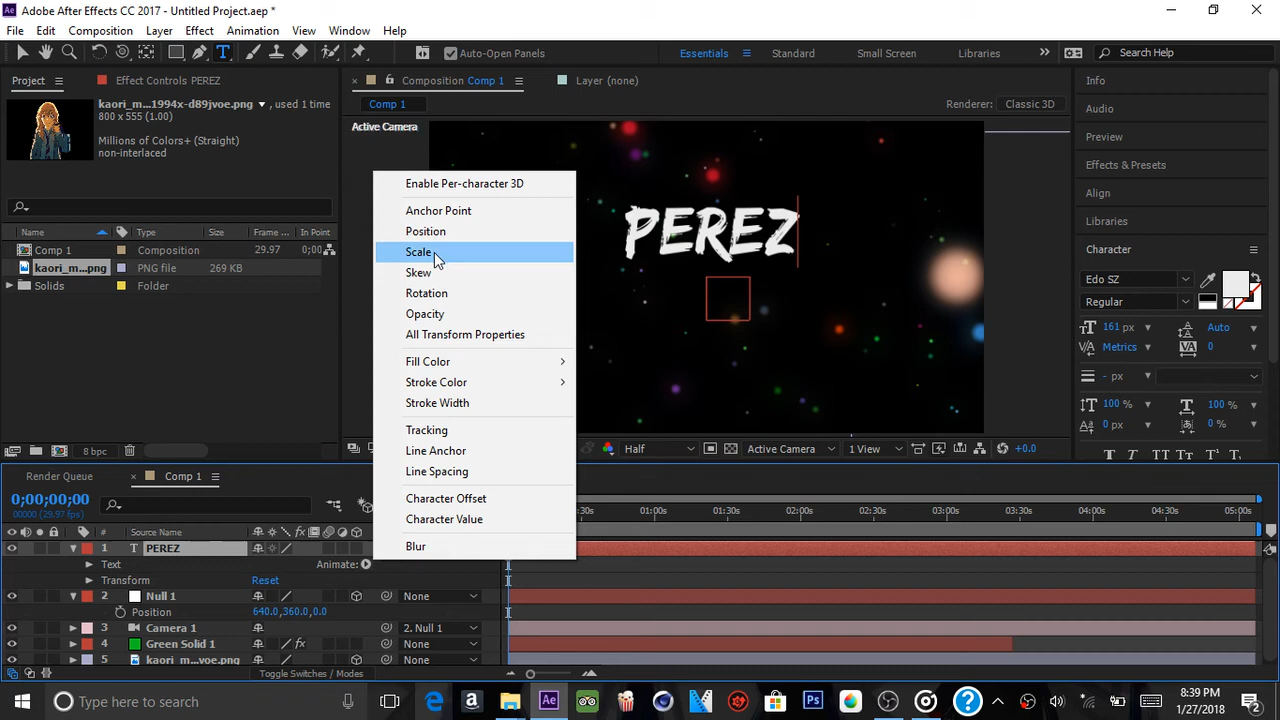 Adobe After Effects CC 2017 - Untitled Project.aep *
File Edit Composition Layer Effect Animation View Window Help
Auto-Open Panels
Essentials
Standard
Small Screen
Libraries
Search Help
Project
Effect Controls PEREZ
Composition Comp 1
Layer (none)
Info
kaori_m...1994x-d89jvoe.png , used 1 time
800 x 555 (1.00)
Millions of Colors+ (Straight)
non-interlaced
Comp 1
Renderer: Classic 3D
Active Camera
Audio
Preview
Effects & Presets
Align
Libraries
Character
Name Type Size Frame ... In Point
Comp 1 Composition 29.97 0;00
kaori_m....png PNG file 269 KB
Solids Folder
Enable Per-character 3D
Anchor Point
Position
Scale
Skew
Rotation
Opacity
All Transform Properties
Fill Color
Stroke Color
Stroke Width
Tracking
Line Anchor
Line Spacing
Character Offset
Character Value
Blur
PEREZ
Edo SZ
Regular
161 px Auto
Metrics 0
- px
100 % 100 %
0 px 0 %
8 bpc
Half
Active Camera
1 View
+0.0
Render Queue
Comp 1
0;00;00;00
00000 (29.97 fps)
# Source Name
:00s 01:30s 01:00s 01:30s 02:00s 02:30s 03:00s 03:30s 04:00s 04:30s 05:00s
1 T PEREZ
Text Animate:
Transform Reset
2 Null 1 None
Position 640.0,360.0,0.0
3 Camera 1 2. Null 1
4 Green Solid 1 fx None
5 kaori_m...voe.png None
Toggle Switches / Modes
Type here to search
8:39 PM
1/27/2018